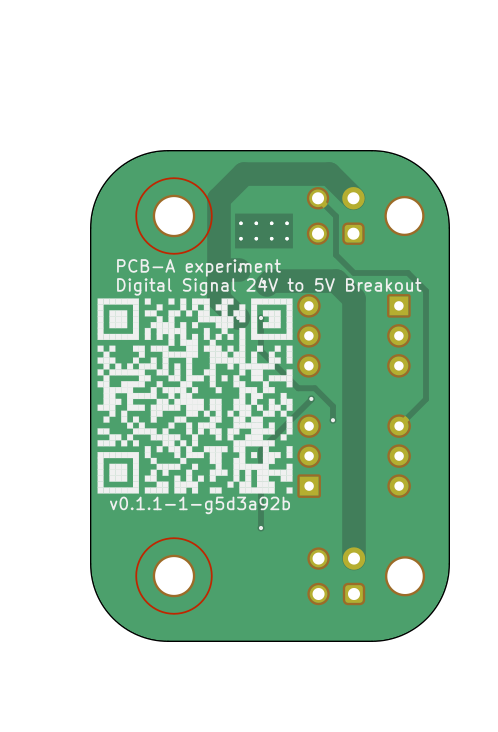 PCB-A experiment
Digital Signal 24V to 5V Breakout
v0.1.1-1-g5d3a92b